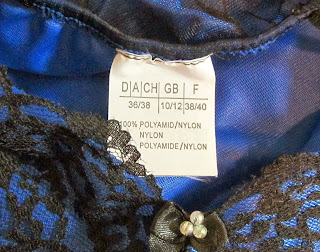 D|A|CH|GB|F
36/38|10/12|38/40
100% POLYAMID/NYLON
NYLON
POLYAMIDE/NYLON